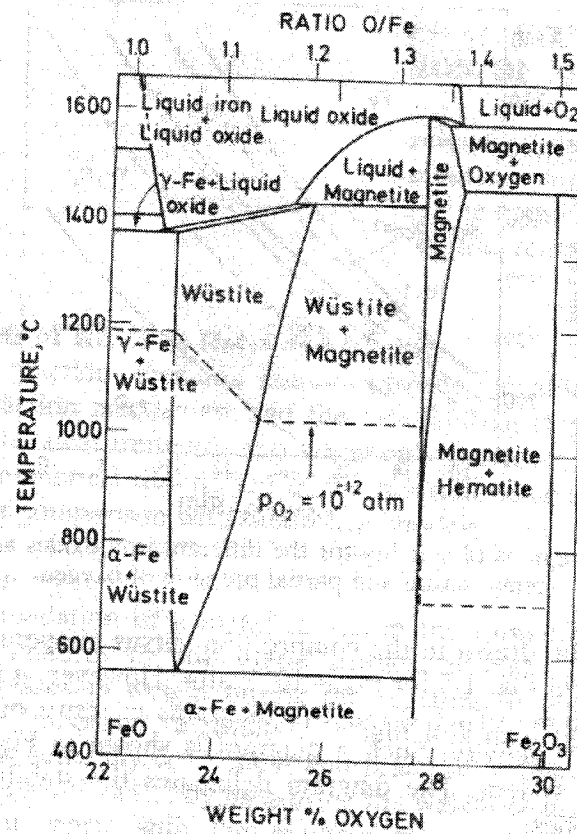 RATIO O/Fe
1.0 1.1 1.2 1.3 1.4 1.5
1600
Liquid iron
+
Liquid oxide
Liquid oxide
Liquid+O2
Magnetite
+
Oxygen
Liquid+
Magnetite
γ-Fe+Liquid
oxide
Magnetite
1400
Wüstite
Wüstite
+
Magnetite
1200
γ-Fe
+
Wüstite
1000
pO2 = 10^-12 atm
Magnetite
+
Hematite
TEMPERATURE, °C
800
α-Fe
+
Wüstite
600
α-Fe+Magnetite
FeO
Fe2O3
400
22 24 26 28 30
WEIGHT % OXYGEN